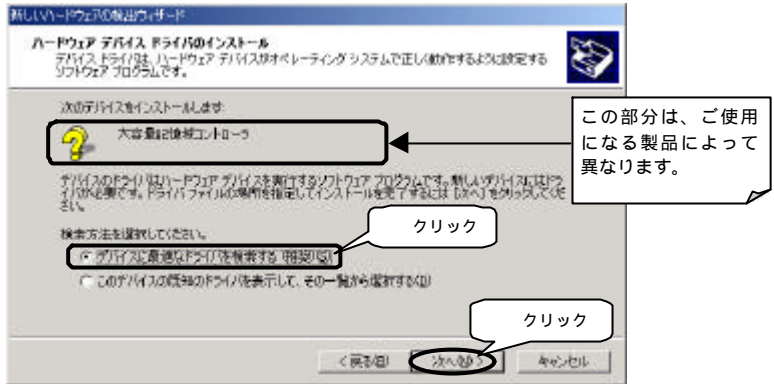 新しいハードウェアの検出ウィザード
ハードウェア デバイス ドライバのインストール
デバイス ドライバは、ハードウェア デバイスがオペレーティング システムで正しく動作するように設定する
ソフトウェア プログラムです。
次のデバイスをインストールします:
大容量記憶域コントローラ
この部分は、ご使用
になる製品によって
異なります。
デバイスのドライバはハードウェア デバイスを実行するソフトウェア プログラムです。新しいデバイスにはドラ
イバが必要です。ドライバ ファイルの場所を指定してインストールを完了するには [次へ] をクリックしてくだ
さい。
クリック
検索方法を選択してください。
デバイスに最適なドライバを検索する (推奨)(S)
このデバイスの既知のドライバを表示して、その一覧から選択する(D)
クリック
< 戻る(B)
次へ(N) >
キャンセル